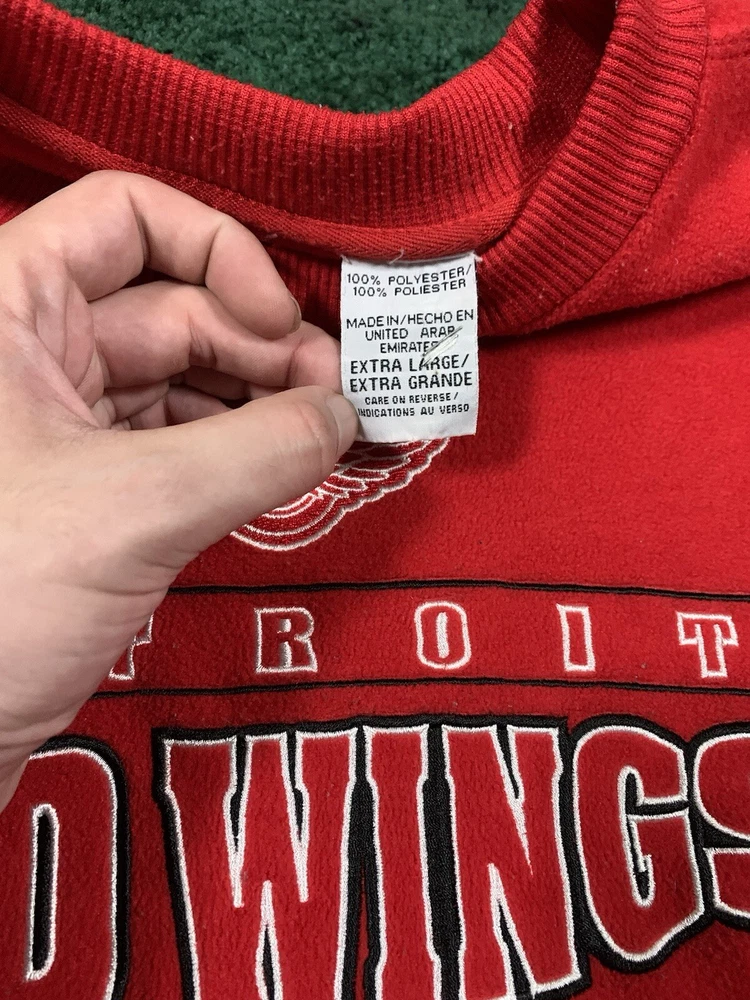 100% POLYESTER/
100% POLIESTER
MADE IN/HECHO EN
UNITED ARAB
EMIRATES
EXTRA LARGE/
EXTRA GRANDE
CARE ON REVERSE/
INDICATIONS AU VERSO
TROIT
D WINGS